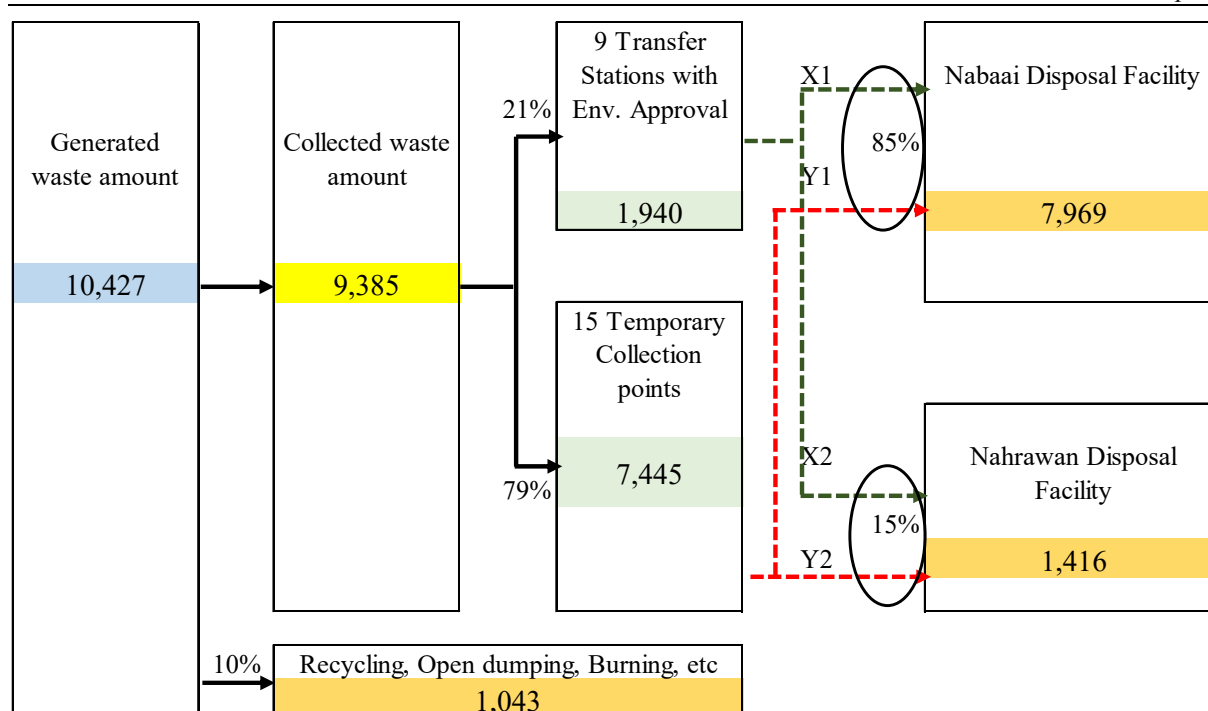 Generated
waste amount
10,427
Collected waste
amount
9,385
21%
79%
9 Transfer
Stations with
Env. Approval
1,940
15 Temporary
Collection
points
7,445
X1
Y1
85%
X2
15%
Y2
Nabaai Disposal Facility
7,969
Nahrawan Disposal
Facility
1,416
10%
Recycling, Open dumping, Burning, etc
1,043